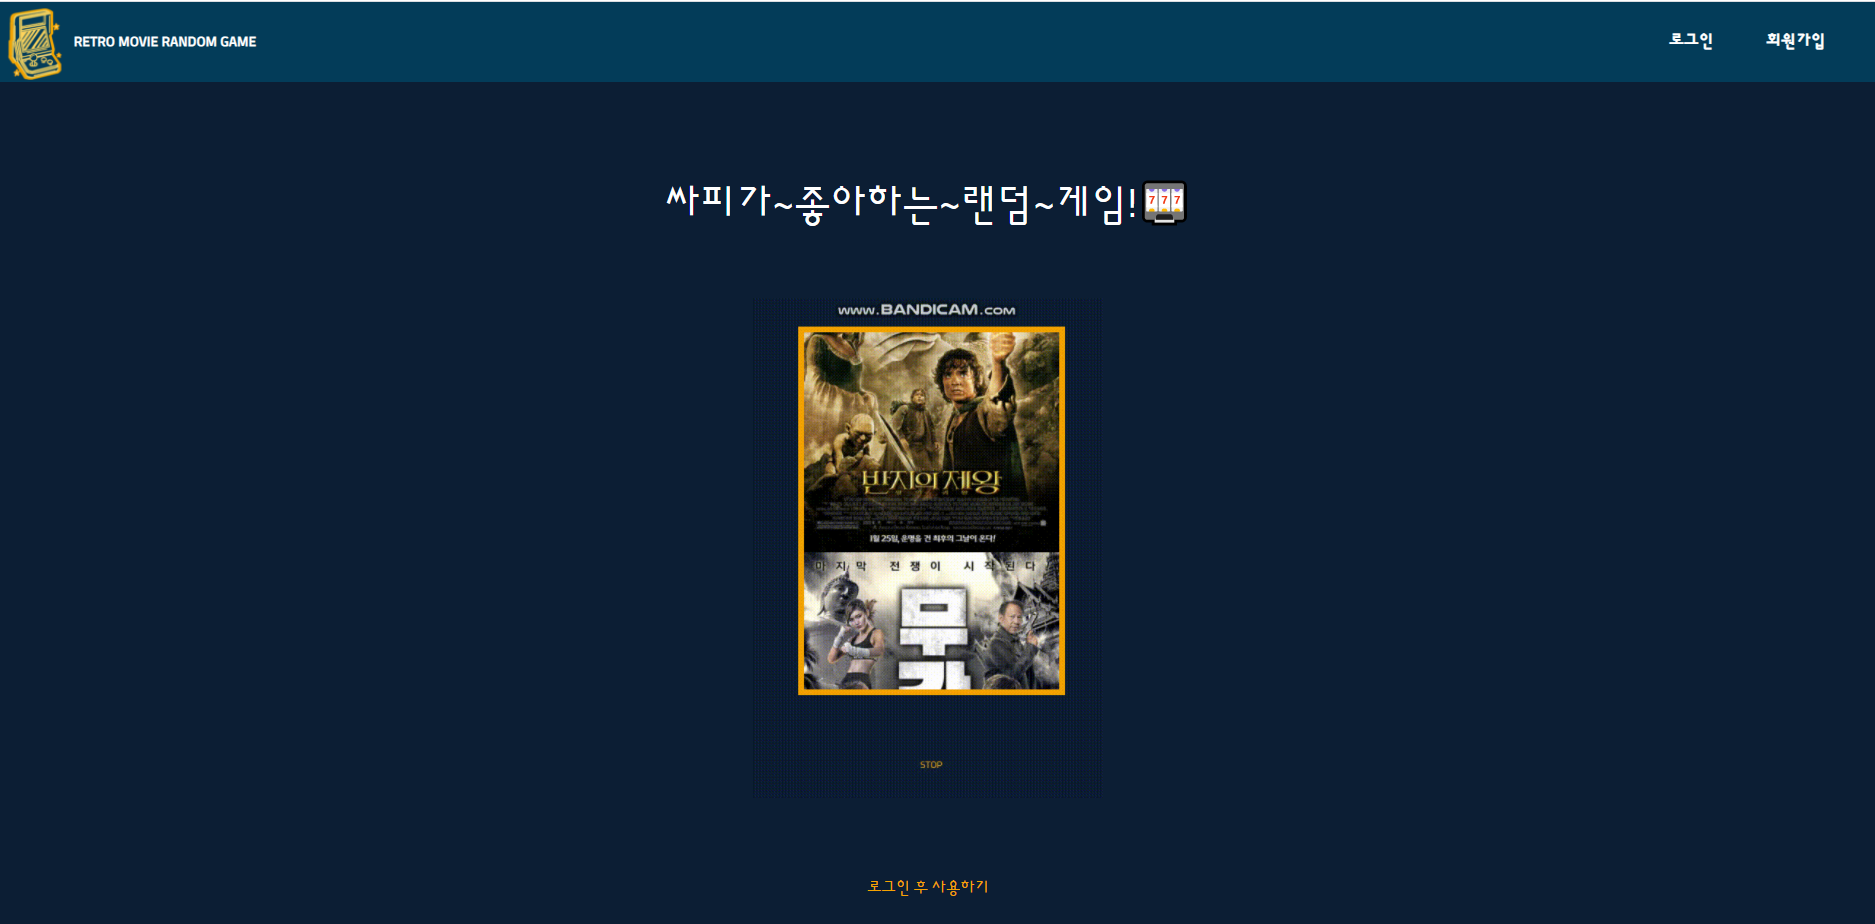 RETRO MOVIE RANDOM GAME
로그인
회원가입
싸피가~좋아하는~랜덤~게임!
777
www.BANDICAM.com
반지의 제왕
1월 25일, 운명을 건 최후의 그날이 온다!
마지막 전쟁이 시작된다
STOP
로그인 후 사용하기